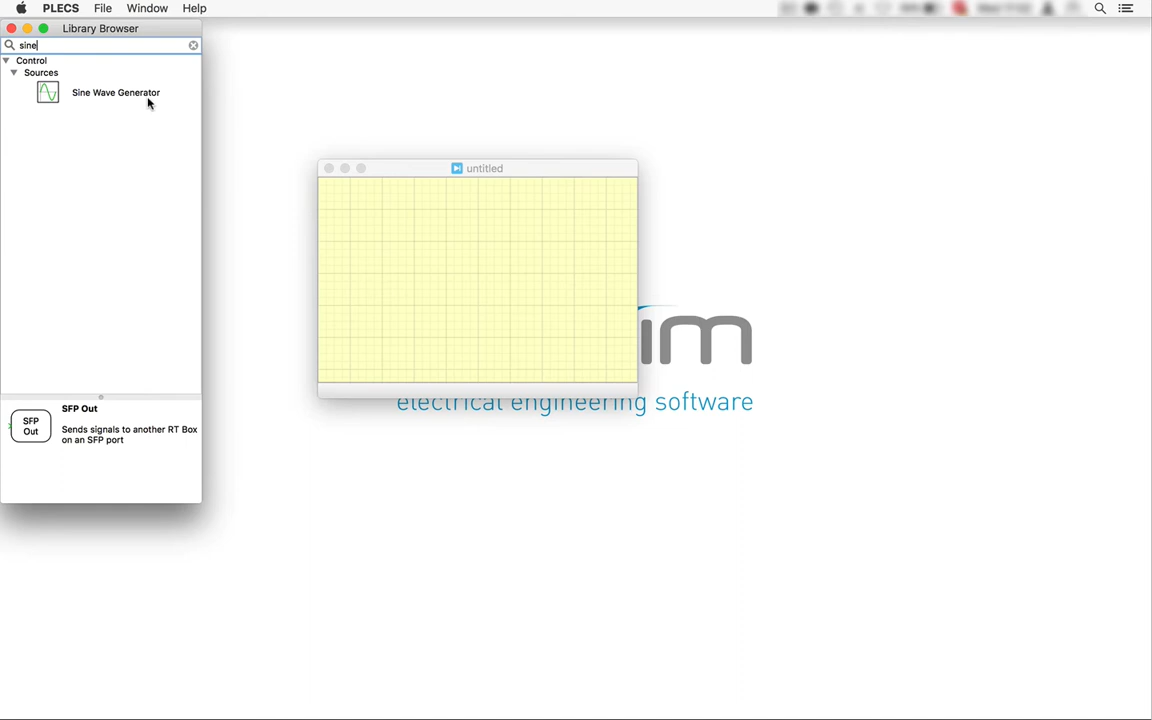 PLECS File Window Help
Library Browser
sine
Control
Sources
Sine Wave Generator
untitled
im
electrical engineering software
SFP Out
SFP
Out
Sends signals to another RT Box
on an SFP port